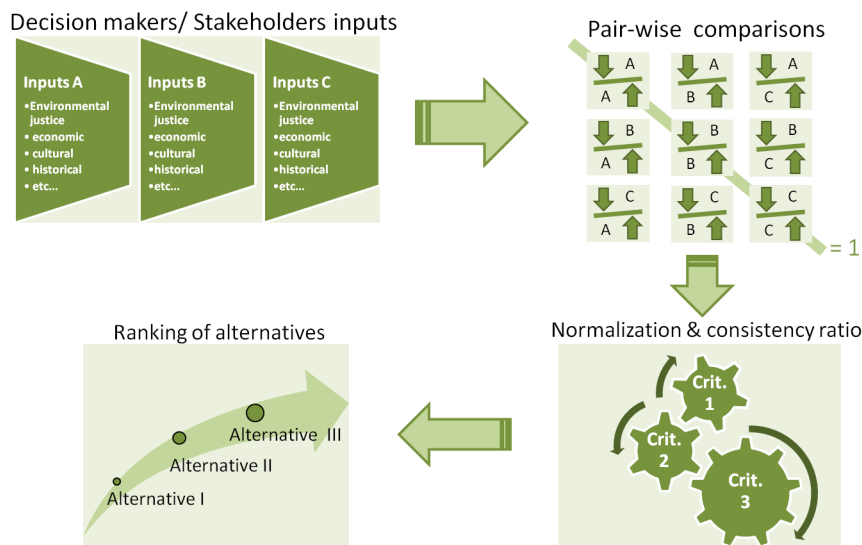 Decision makers/ Stakeholders inputs
Inputs A
•Environmental
justice
• economic
• cultural
• historical
• etc...
Inputs B
•Environmental
justice
•economic
•cultural
•historical
•etc...
Inputs C
•Environmental
justice
•economic
•cultural
•historical
•etc...
Pair-wise comparisons
A
A
A
B
A
C
B
A
B
B
B
C
C
A
C
B
C
C
= 1
Normalization & consistency ratio
Crit.
1
Crit.
2
Crit.
3
Ranking of alternatives
Alternative III
Alternative II
Alternative I